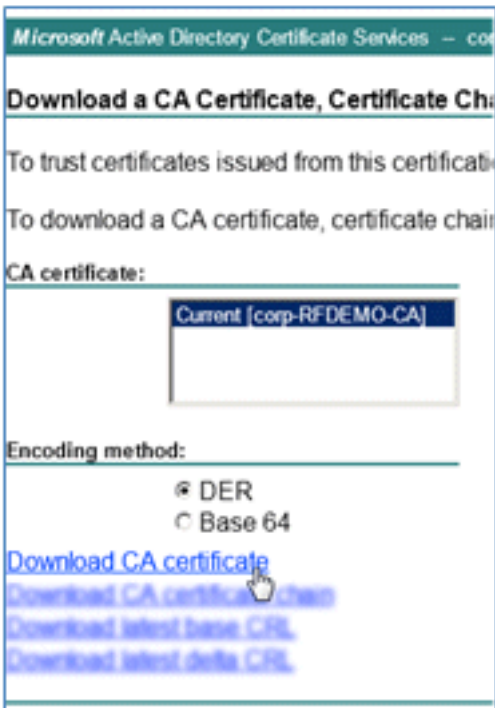 Microsoft Active Directory Certificate Services -- co
Download a CA Certificate, Certificate Cha
To trust certificates issued from this certificati
To download a CA certificate, certificate chain
CA certificate:
Current [corp-RFDEMO-CA]
Encoding method:
DER
Base 64
Download CA certificate
Download CA certificate chain
Download latest base CRL
Download latest delta CRL